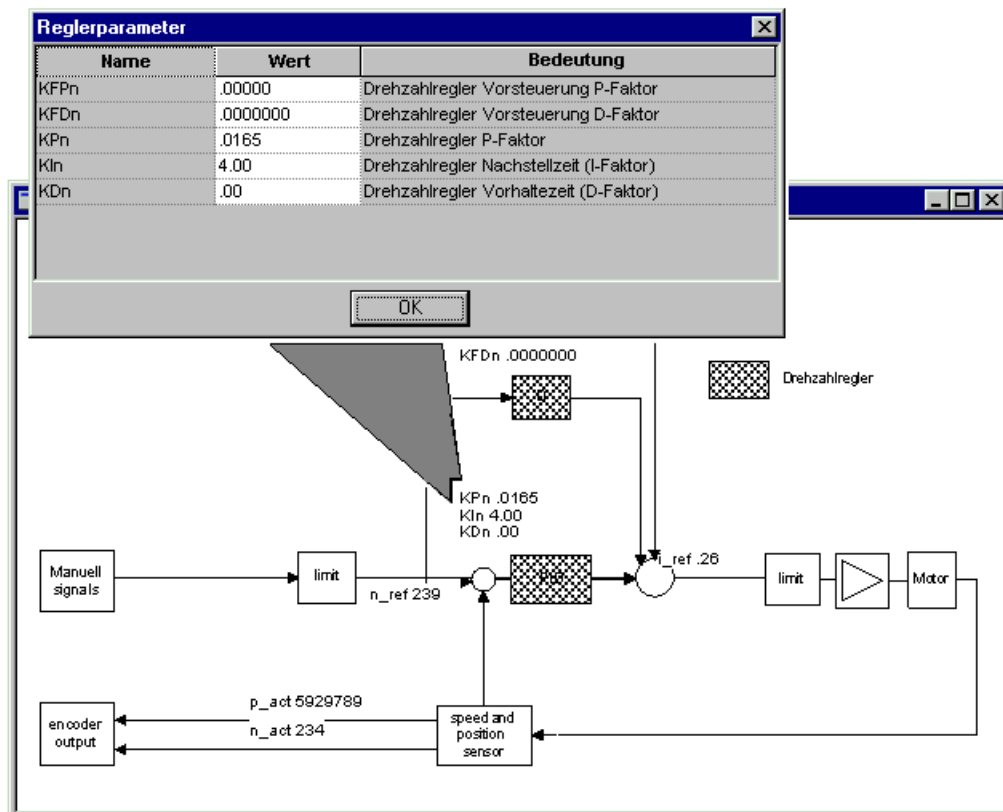 Reglerparameter
Name Wert Bedeutung
KFPn .00000 Drehzahlregler Vorsteuerung P-Faktor
KFDn .0000000 Drehzahlregler Vorsteuerung D-Faktor
KPn .0165 Drehzahlregler P-Faktor
KIn 4.00 Drehzahlregler Nachstellzeit (I-Faktor)
KDn .00 Drehzahlregler Vorhaltezeit (D-Faktor)
OK
KFDn .0000000
Drehzahlregler
KPn .0165
KIn 4.00
KDn .00
Manuell
signals
limit
n_ref 239
i_ref .26
limit
Motor
p_act 5929789
n_act 234
encoder
output
speed and
position
sensor